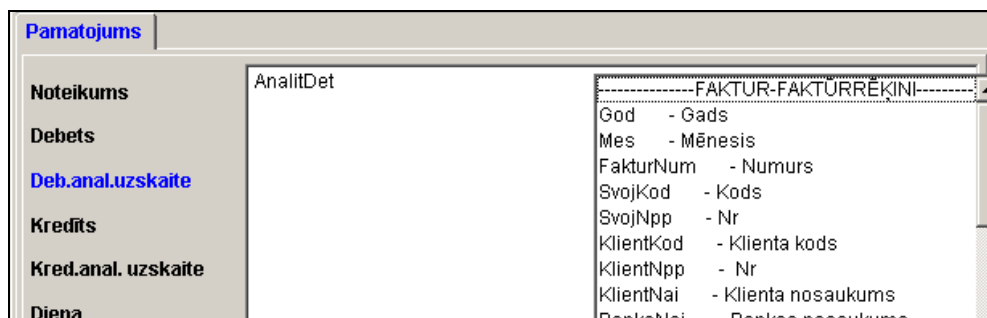 Pamatojums
Noteikums
Debets
Deb.anal.uzskaite
Kredīts
Kred.anal. uzskaite
Diena
AnalitDet
---------------FAKTUR-FAKTŪRRĒĶINI---------
God - Gads
Mes - Mēnesis
FakturNum - Numurs
SvojKod - Kods
SvojNpp - Nr
KlientKod - Klienta kods
KlientNpp - Nr
KlientNai - Klienta nosaukums